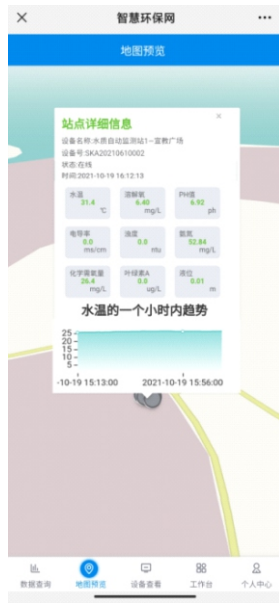 智慧环保网
地图预览
站点详细信息
设备名称:水质自动监测站1—宣教广场
设备号:SKA20210610002
状态:在线
时间:2021-10-19 16:12:13
水温 溶解氧 PH值
31.4 6.40 6.92
℃ mg/L ph
电导率 浊度 氨氮
0.0 0.0 52.84
ms/cm ntu mg/L
化学需氧量 叶绿素A 液位
26.4 0.0 0.01
mg/L ug/L m
水温的一个小时内趋势
25
20
15
10
5
-10-19 15:13:00 2021-10-19 15:56:00
数据查询 地图预览 设备查看 工作台 个人中心